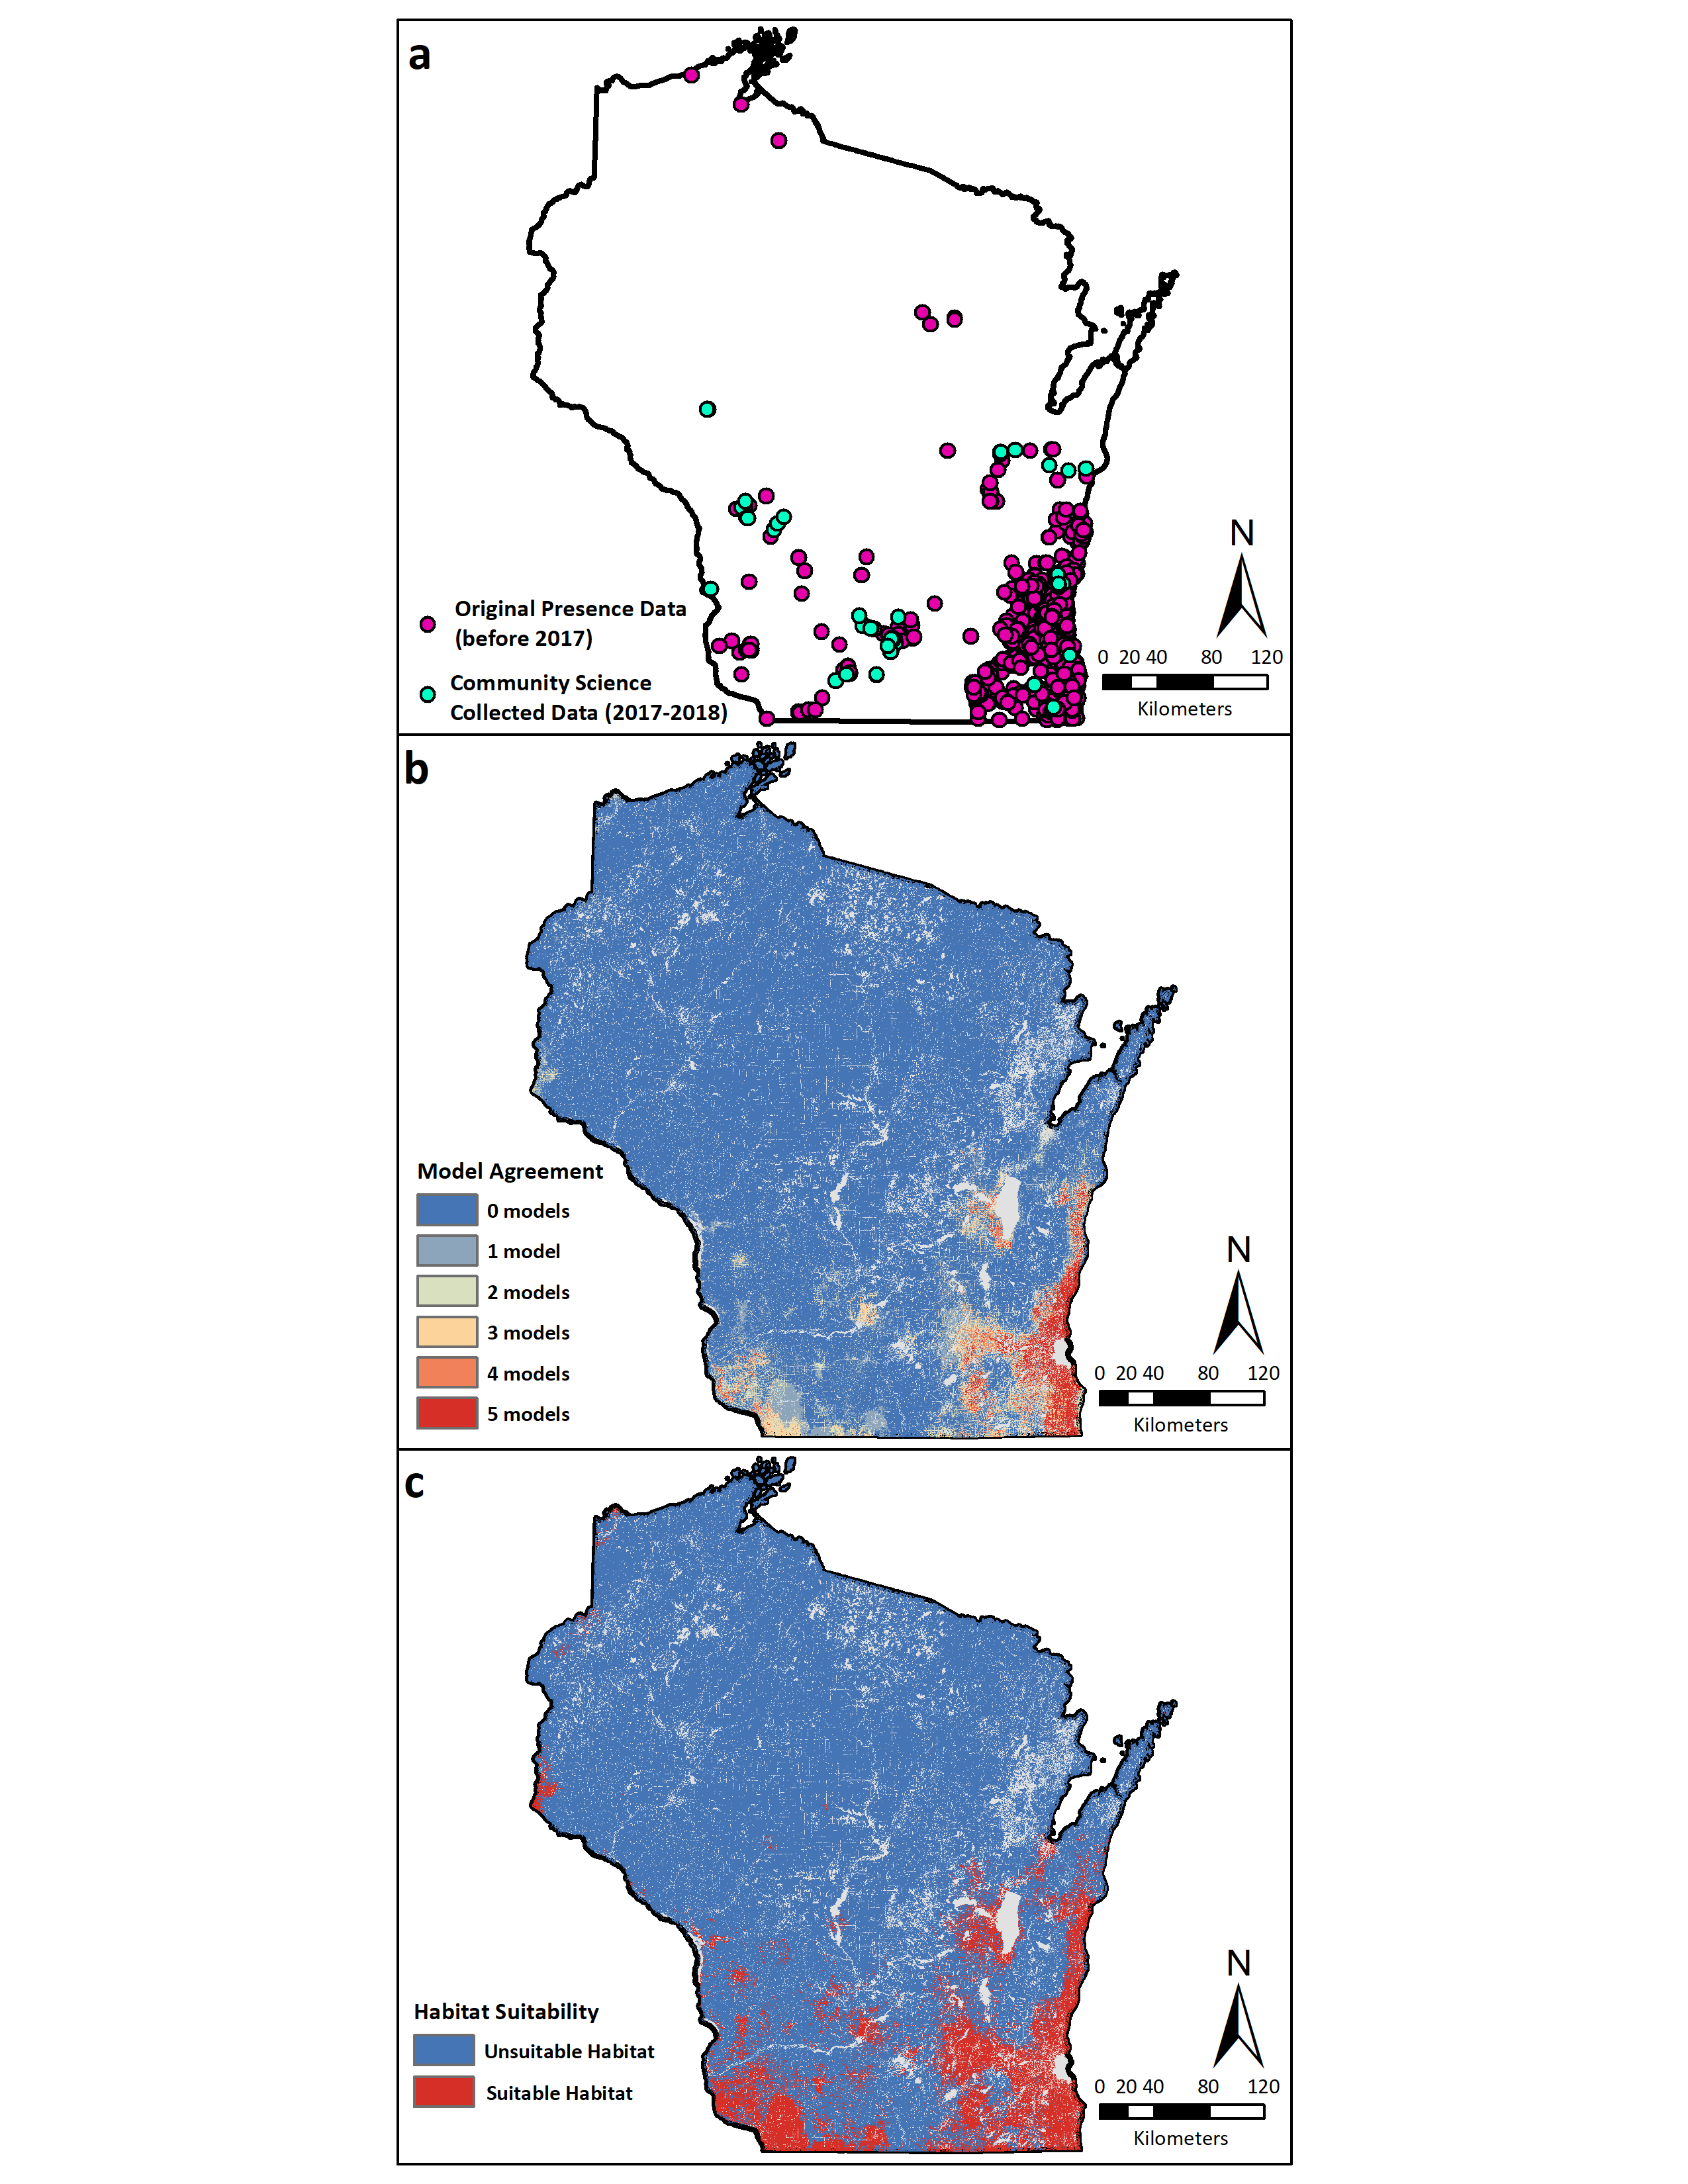 a
N
0 20 40 80 120
Kilometers
Original Presence Data
(before 2017)
Community Science
Collected Data (2017-2018)
b
Model Agreement
0 models
1 model
2 models
3 models
4 models
5 models
N
0 20 40 80 120
Kilometers
c
Habitat Suitability
Unsuitable Habitat
Suitable Habitat
N
0 20 40 80 120
Kilometers